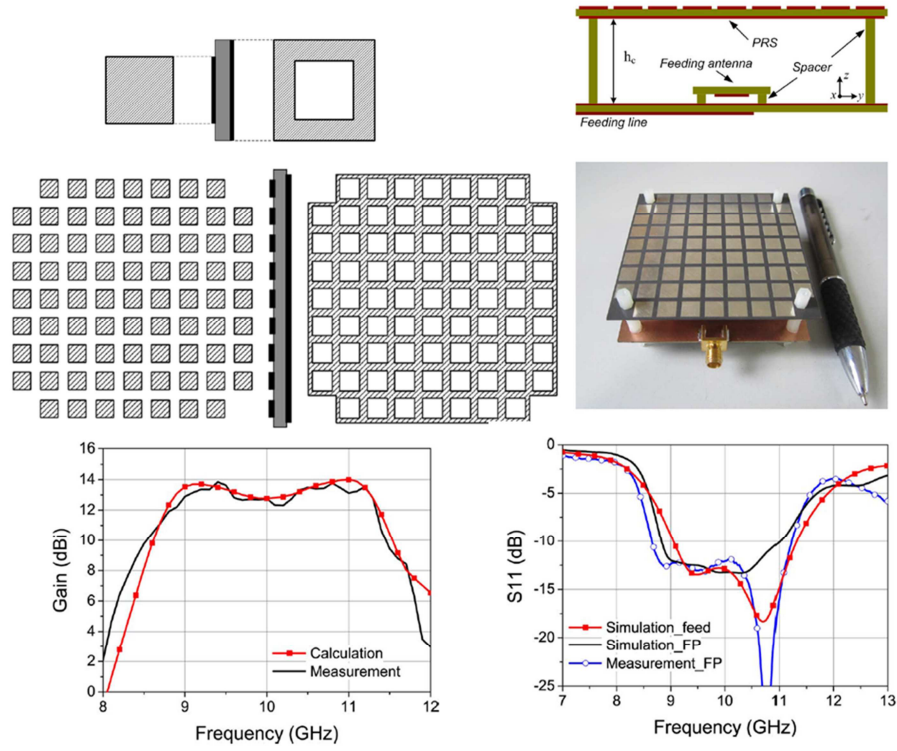 PRS
h_c
Feeding antenna
Spacer
z
x
y
Feeding line
16
14
12
10
8
6
4
2
0
Gain (dBi)
Calculation
Measurement
8 9 10 11 12
Frequency (GHz)
0
-5
-10
-15
-20
-25
S11 (dB)
Simulation_feed
Simulation_FP
Measurement_FP
7 8 9 10 11 12 13
Frequency (GHz)